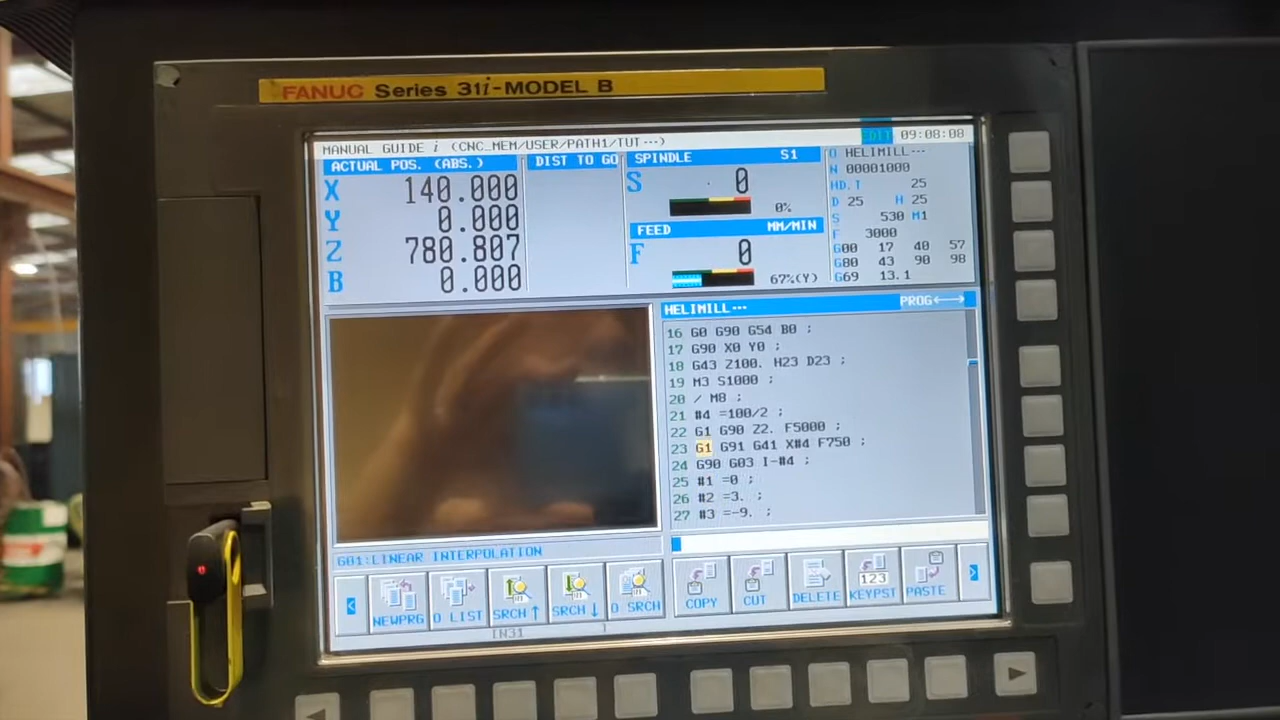 FANUC Series 31i-MODEL B
MANUAL GUIDE i (CNC_MEM/USER/PATH1/TUT···)
EDIT 09:08:08
ACTUAL POS. (ABS.)
X 140.000
Y 0.000
Z 780.807
B 0.000
DIST TO GO
SPINDLE S1
S 0
0%
FEED MM/MIN
F 0
67%(Y)
O HELIMILL···
N 00001000
HD.T 25
D 25 H 25
S 530 M1
F 3000
G00 17 40 57
G80 43 90 98
G69 13.1
HELIMILL··· PROG
16 G0 G90 G54 B0 ;
17 G90 X0 Y0 ;
18 G43 Z100. H23 D23 ;
19 M3 S1000 ;
20 / M8 ;
21 #4 =100/2 ;
22 G1 G90 Z2. F5000 ;
23 G1 G91 G41 X#4 F750 ;
24 G90 G03 I-#4 ;
25 #1 =0 ;
26 #2 =3. ;
27 #3 =-9. ;
G01:LINEAR INTERPOLATION
< NEWPRG O LIST SRCH↑ SRCH↓ O SRCH COPY CUT DELETE KEYPST PASTE >
123
[N31 ]